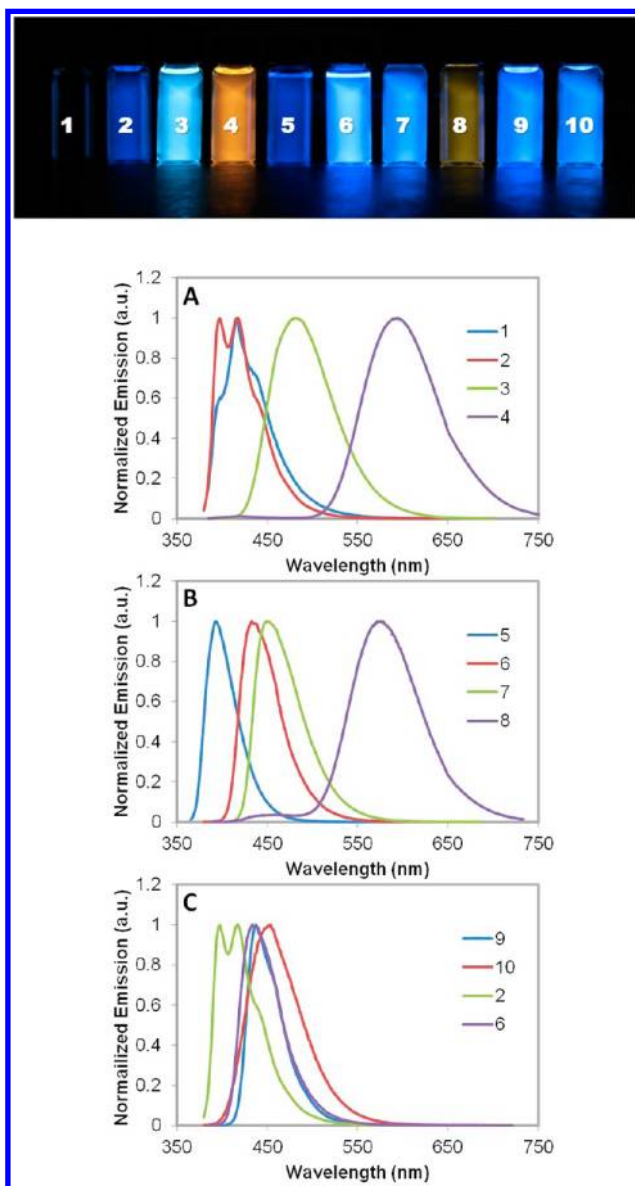 1 2 3 4 5 6 7 8 9 10
A
1.2
1
0.8
0.6
0.4
0.2
0
Normalized Emission (a.u.)
1
2
3
4
350 450 550 650 750
Wavelength (nm)
B
1.2
1
0.8
0.6
0.4
0.2
0
Normalized Emission (a.u.)
5
6
7
8
350 450 550 650 750
Wavelength (nm)
C
1.2
1
0.8
0.6
0.4
0.2
0
Normailized Emission (a.u.)
9
10
2
6
350 450 550 650 750
Wavelength (nm)